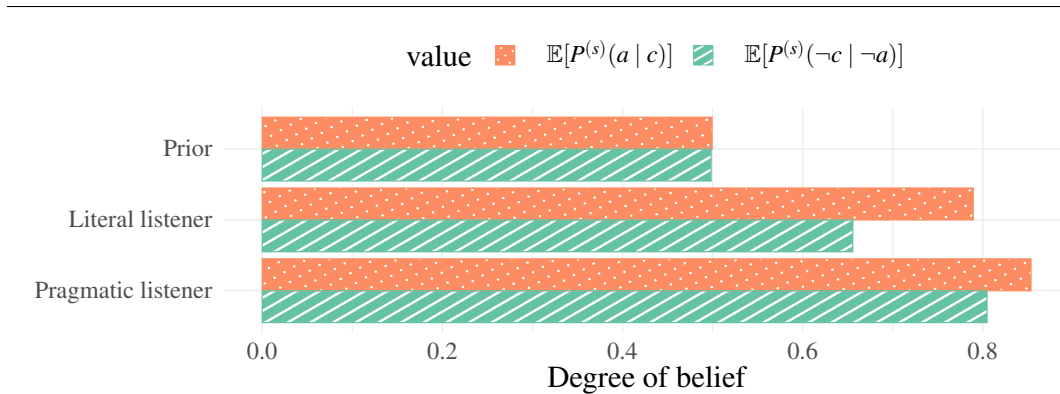 value 𝔼[P⁽ˢ⁾(a | c)] 𝔼[P⁽ˢ⁾(¬c | ¬a)]
Prior
Literal listener
Pragmatic listener
0.0 0.2 0.4 0.6 0.8
Degree of belief